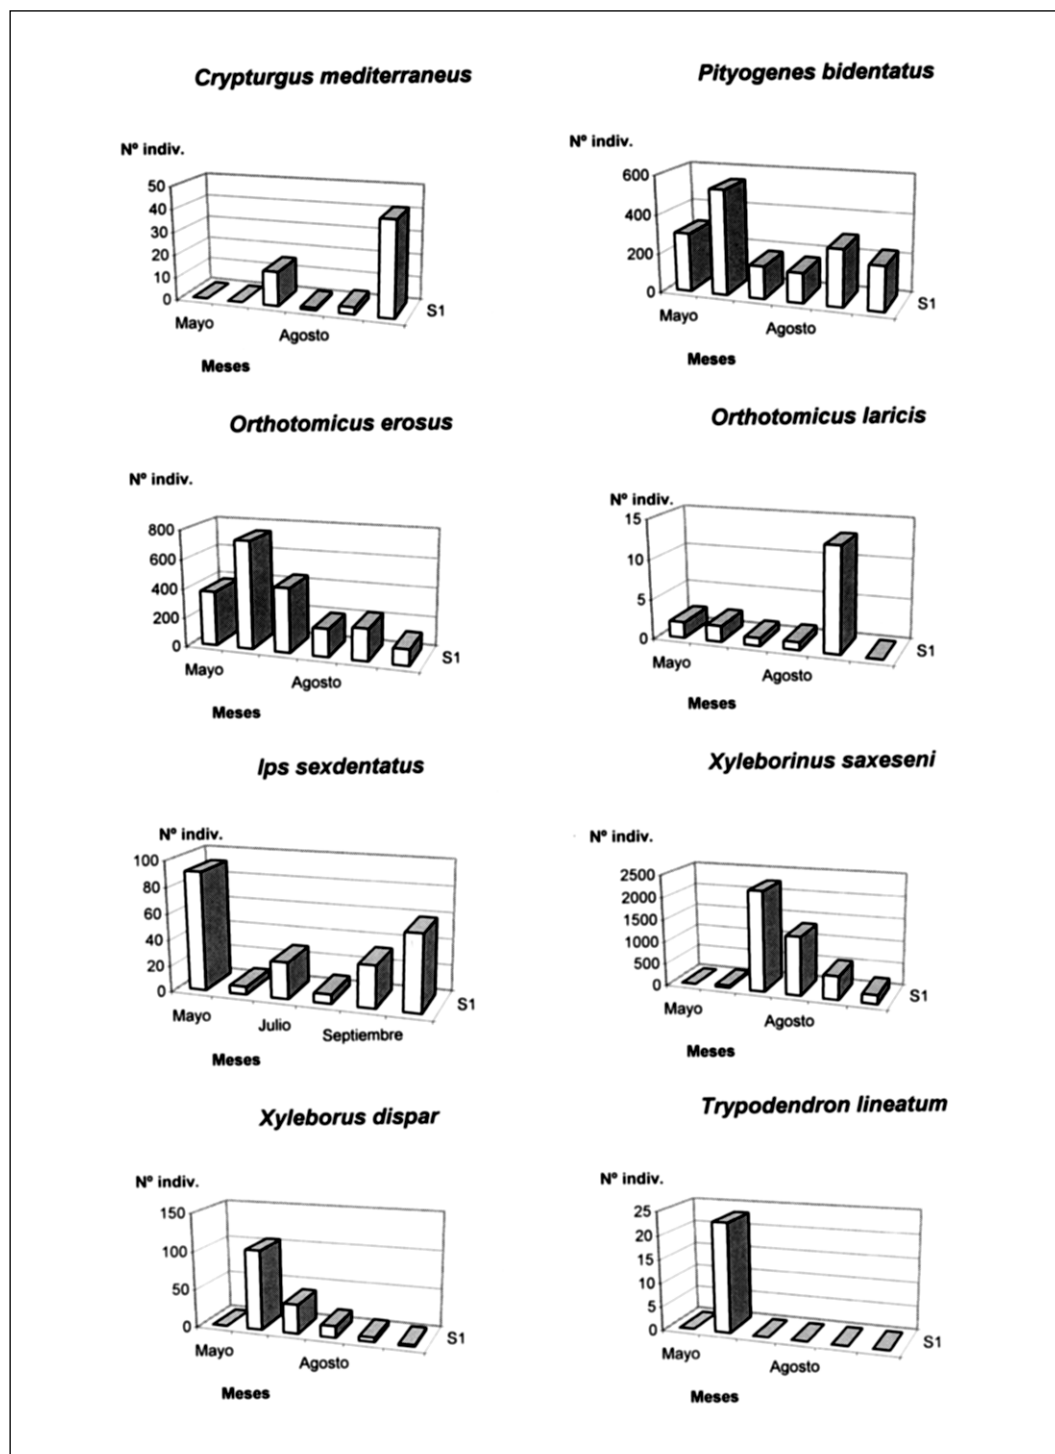 Crypturgus mediterraneus
Nº indiv.
50
40
30
20
10
0
Mayo
Agosto
S1
Meses
Pityogenes bidentatus
Nº indiv.
600
400
200
0
Mayo
Agosto
S1
Meses
Orthotomicus erosus
Nº indiv.
800
600
400
200
0
Mayo
Agosto
S1
Meses
Orthotomicus laricis
Nº indiv.
15
10
5
0
Mayo
Agosto
S1
Meses
Ips sexdentatus
Nº indiv.
100
80
60
40
20
0
Mayo
Julio
Septiembre
S1
Meses
Xyleborinus saxeseni
Nº indiv.
2500
2000
1500
1000
500
0
Mayo
Agosto
S1
Meses
Xyleborus dispar
Nº indiv.
150
100
50
0
Mayo
Agosto
S1
Meses
Trypodendron lineatum
Nº indiv.
25
20
15
10
5
0
Mayo
Agosto
S1
Meses